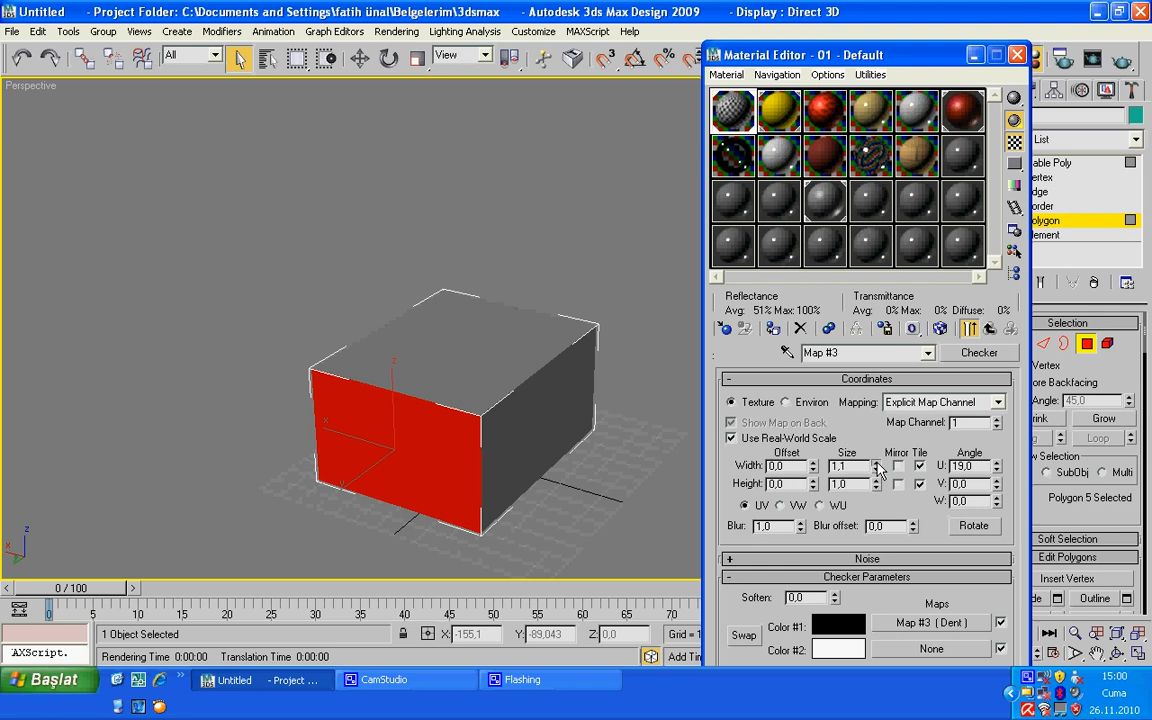 Untitled - Project Folder: C:\Documents and Settings\fatih ünal\Belgelerim\3dsmax - Autodesk 3ds Max Design 2009 - Display : Direct 3D
File Edit Tools Group Views Create Modifiers Animation Graph Editors Rendering Lighting Analysis Customize MAXScript Help
All View
Perspective
Material Editor - 01 - Default
Material Navigation Options Utilities
Reflectance Transmittance
Avg: 51% Max: 100% Avg: 0% Max: 0% Diffuse: 0%
Map #3 Checker
- Coordinates
Texture Environ Mapping: Explicit Map Channel
Show Map on Back Map Channel: 1
Use Real-World Scale
Offset Size Mirror Tile Angle
Width: 0,0 1,1 U: 19,0
Height: 0,0 1,0 V: 0,0
W: 0,0
UV VW WU
Blur: 1,0 Blur offset: 0,0 Rotate
+ Noise
- Checker Parameters
Soften: 0,0
Maps
Swap Color #1: Map #3 ( Dent )
Color #2: None
List
able Poly
ertex
dge
order
olygon
ement
- Selection
Vertex
ore Backfacing
Angle: 45,0
rink Grow
op
w Selection
SubObj Multi
Polygon 5 Selected
Soft Selection
Edit Polygons
Insert Vertex
de Outline
x
y
z
z
x
0 / 100
0 5 10 15 20 25 30 35 40 45 50 55 60 65 70
1 Object Selected X: -155,1 Y: -89,043 Z: 0,0 Grid = 1
'AXScript. Rendering Time 0:00:00 Translation Time 0:00:00 Add Tim
Başlat Untitled - Project ... CamStudio Flashing
15:00
Cuma
26.11.2010